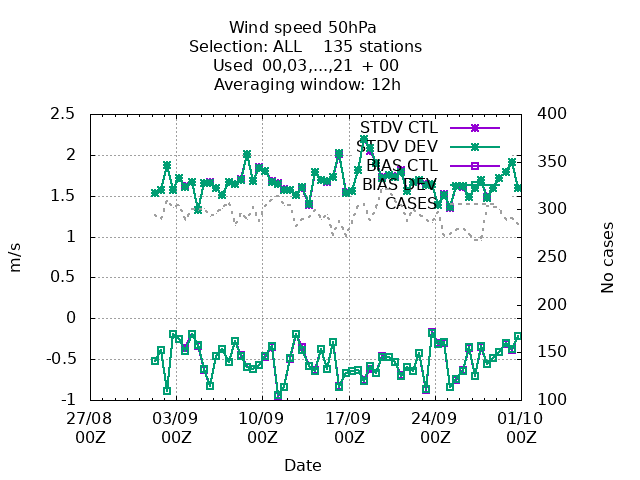 Wind speed 50hPa
Selection: ALL 135 stations
Used 00,03,...,21 + 00
Averaging window: 12h
2.5
2
1.5
1
0.5
0
-0.5
-1
m/s
400
350
300
250
200
150
100
No cases
STDV CTL
STDV DEV
BIAS CTL
BIAS DEV
CASES
27/08 03/09 10/09 17/09 24/09 01/10
00Z 00Z 00Z 00Z 00Z 00Z
Date